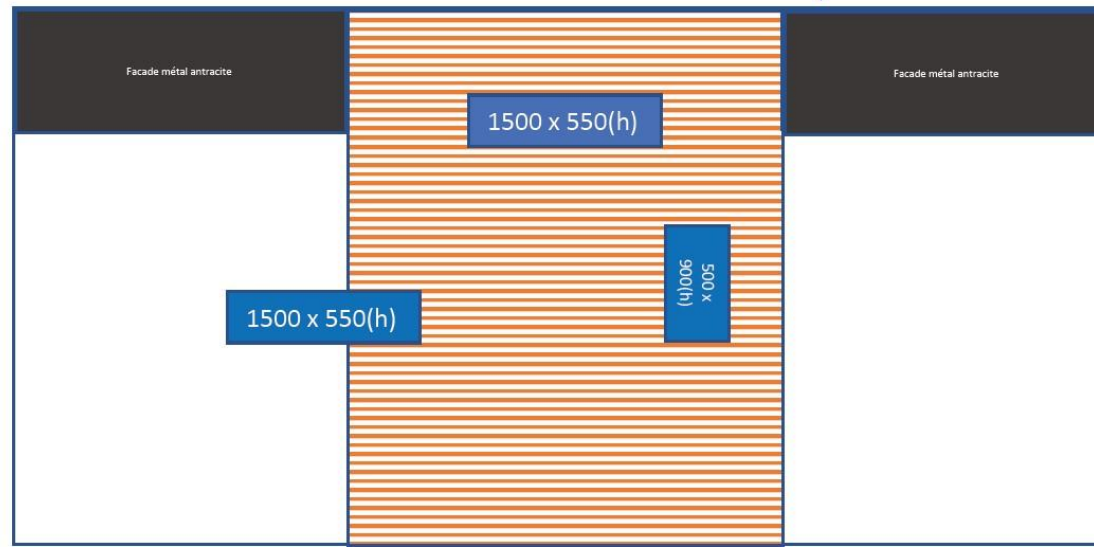 Facade métal antracite
Facade métal antracite
1500 x 550(h)
500 x
900(h)
1500 x 550(h)